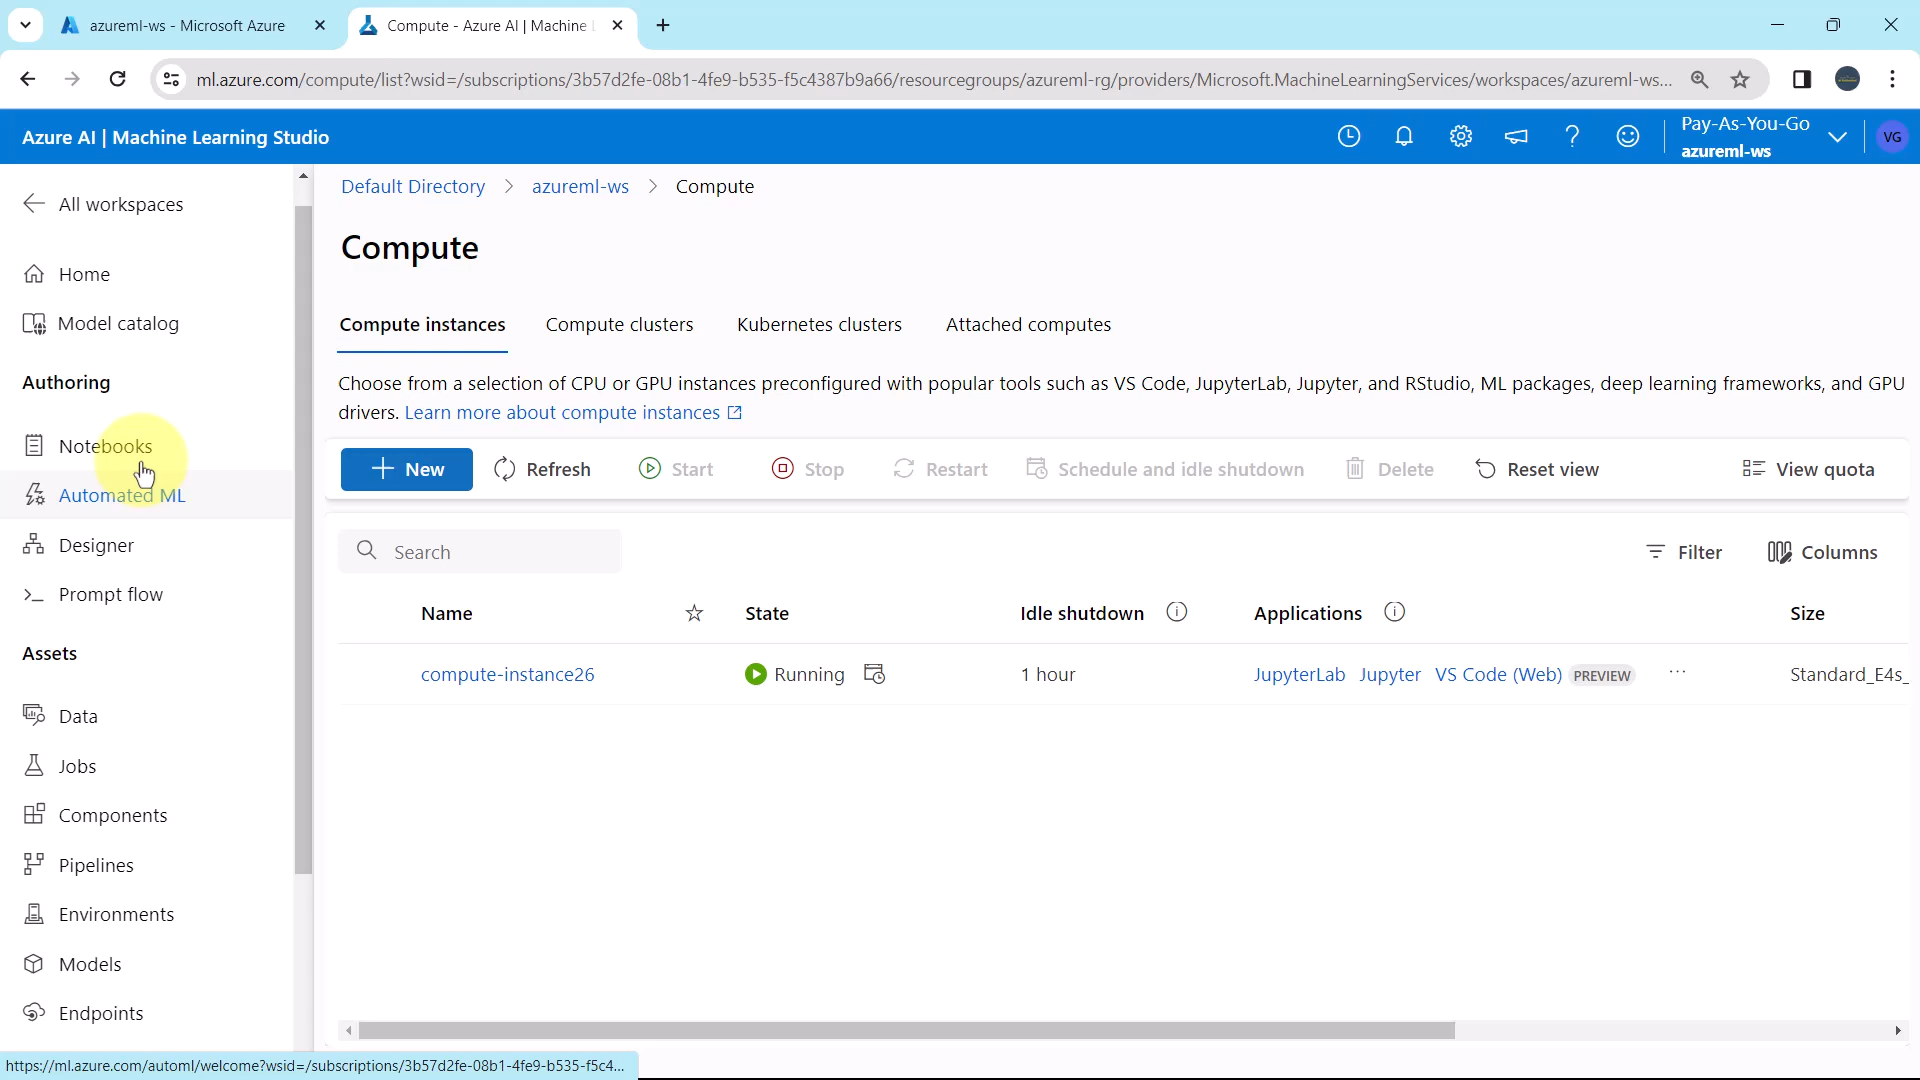 azureml-ws - Microsoft Azure
Compute - Azure AI | Machine L
ml.azure.com/compute/list?wsid=/subscriptions/3b57d2fe-08b1-4fe9-b535-f5c4387b9a66/resourcegroups/azureml-rg/providers/Microsoft.MachineLearningServices/workspaces/azureml-ws...
Azure AI | Machine Learning Studio
Pay-As-You-Go
azureml-ws
VG
All workspaces
Home
Model catalog
Authoring
Notebooks
Automated ML
Designer
Prompt flow
Assets
Data
Jobs
Components
Pipelines
Environments
Models
Endpoints
Default Directory > azureml-ws > Compute
Compute
Compute instances Compute clusters Kubernetes clusters Attached computes
Choose from a selection of CPU or GPU instances preconfigured with popular tools such as VS Code, JupyterLab, Jupyter, and RStudio, ML packages, deep learning frameworks, and GPU
drivers. Learn more about compute instances
New Refresh Start Stop Restart Schedule and idle shutdown Delete Reset view View quota
Search Filter Columns
Name State Idle shutdown Applications Size
compute-instance26 Running 1 hour JupyterLab Jupyter VS Code (Web) PREVIEW ... Standard_E4s_
https://ml.azure.com/automl/welcome?wsid=/subscriptions/3b57d2fe-08b1-4fe9-b535-f5c4...